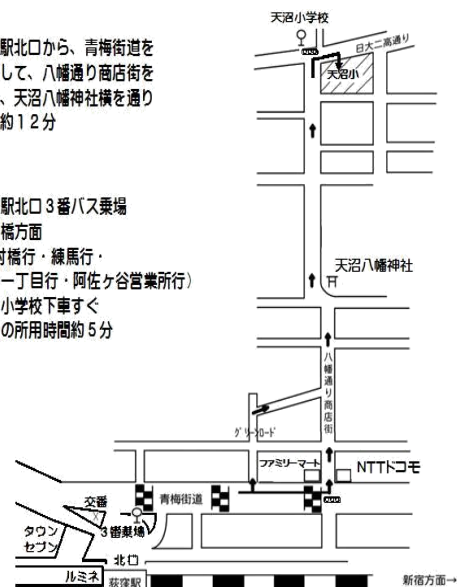 天沼小学校
日大二高通り
天沼小
駅北口から、青梅街道を
して、八幡通り商店街を
、天沼八幡神社横を通り
約１２分
駅北口３番バス乗場
橋方面
村橋行・練馬行・
一丁目行・阿佐ヶ谷営業所行）
小学校下車すぐ
の所用時間約５分
天沼八幡神社
八幡通り商店街
グリーンロード
ファミリーマート
NTTドコモ
青梅街道
交番
３番乗場
タウン
セブン
北口
ルミネ
荻窪駅
新宿方面→